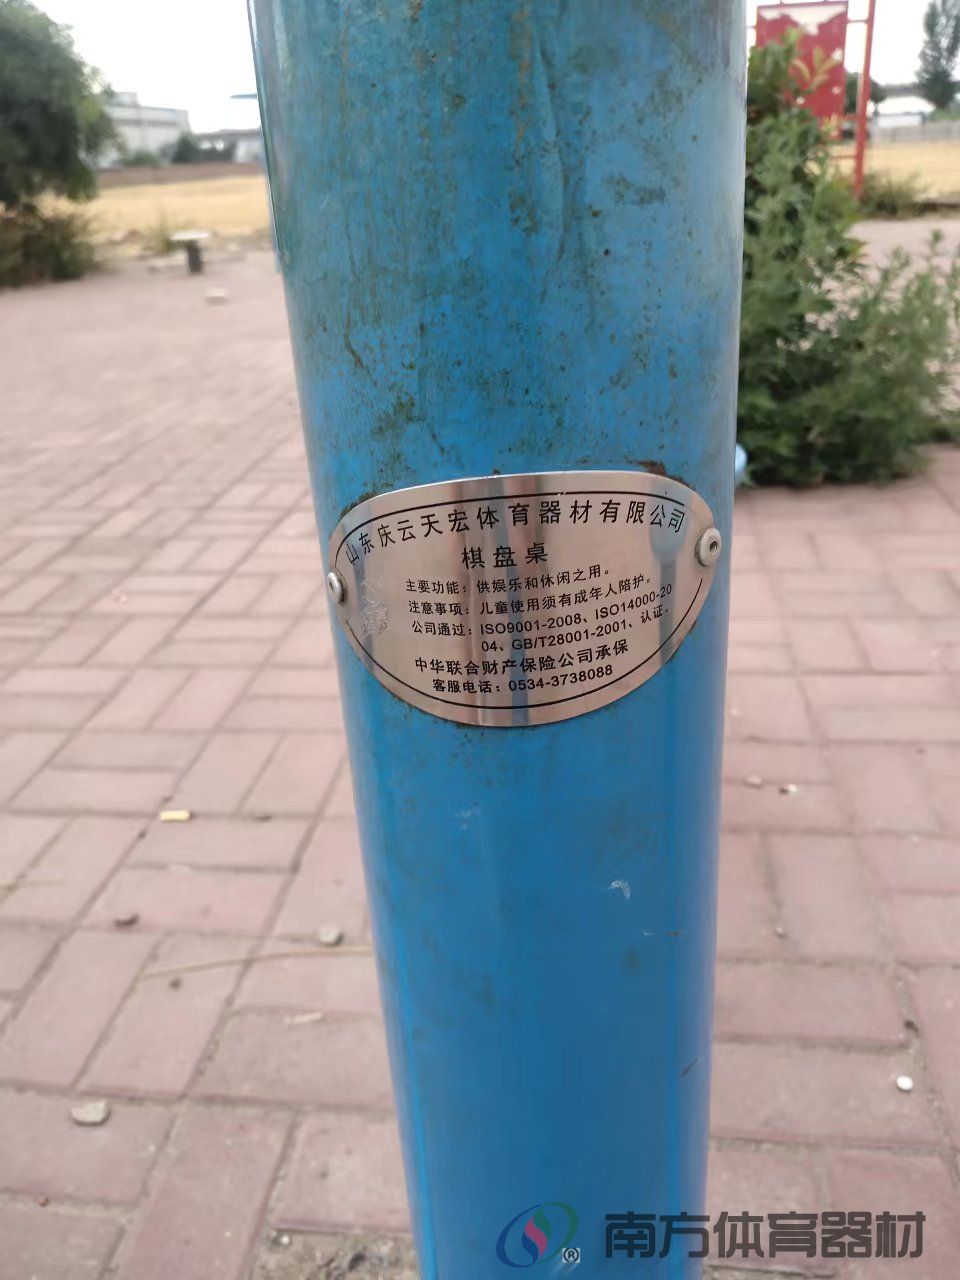 山东庆云天宏体育器材有限公司
棋盘桌
主要功能：供娱乐和休闲之用。
注意事项：儿童使用须有成年人陪护。
公司通过：ISO9001-2008、ISO14000-20
04、GB/T28001-2001、认证。
中华联合财产保险公司承保
客服电话：0534-3738088
® 南方体育器材